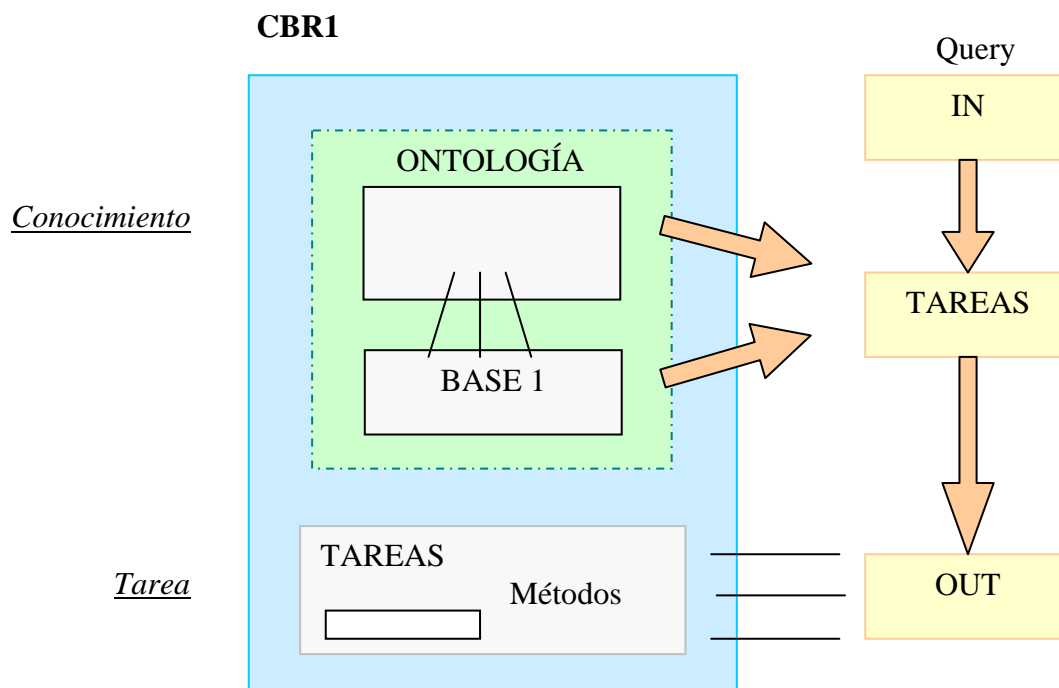 CBR1
Query
IN
ONTOLOGÍA
Conocimiento
TAREAS
BASE 1
TAREAS
Métodos
Tarea
OUT